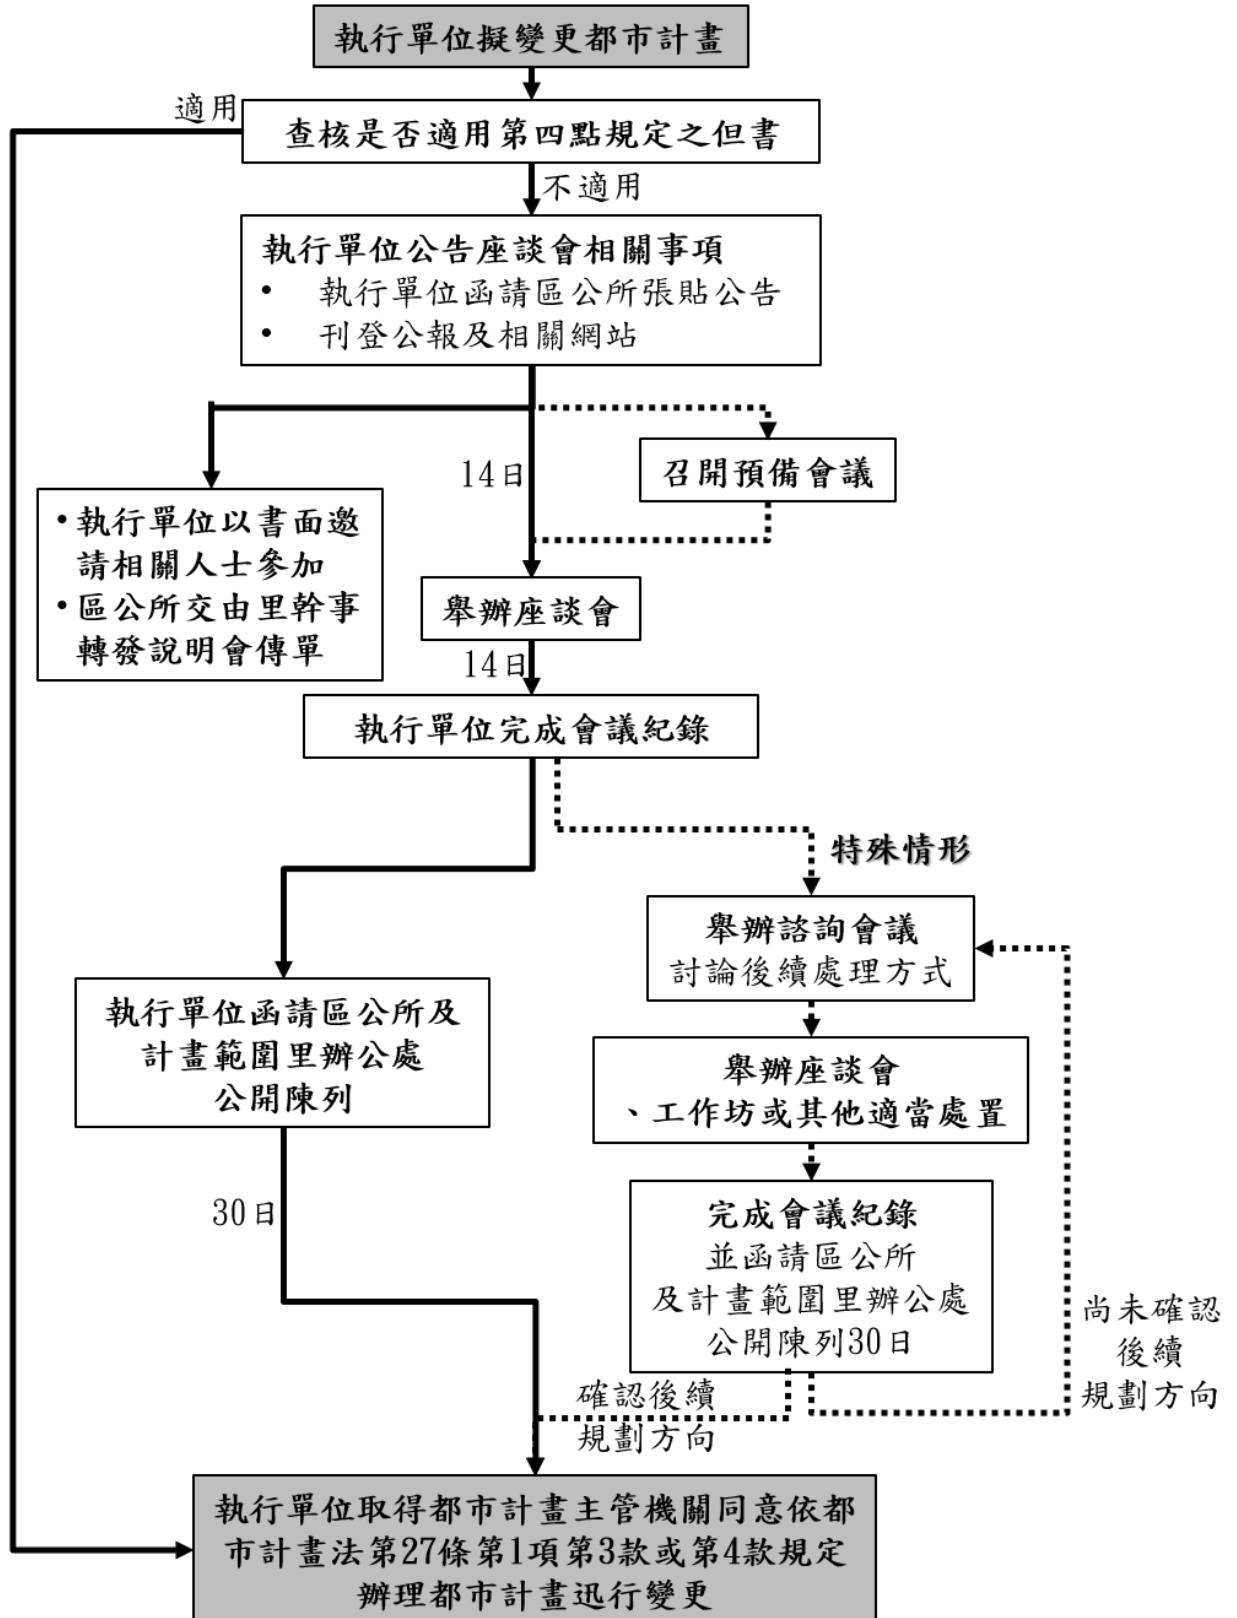 執行單位擬變更都市計畫
適用
查核是否適用第四點規定之但書
不適用
執行單位公告座談會相關事項
• 執行單位函請區公所張貼公告
• 刊登公報及相關網站
14日
召開預備會議
•執行單位以書面邀
請相關人士參加
•區公所交由里幹事
轉發說明會傳單
舉辦座談會
14日
執行單位完成會議紀錄
特殊情形
舉辦諮詢會議
討論後續處理方式
執行單位函請區公所及
計畫範圍里辦公處
公開陳列
舉辦座談會
、工作坊或其他適當處置
30日
完成會議紀錄
並函請區公所
及計畫範圍里辦公處
公開陳列30日
尚未確認
後續
規劃方向
確認後續
規劃方向
執行單位取得都市計畫主管機關同意依都
市計畫法第27條第1項第3款或第4款規定
辦理都市計畫迅行變更